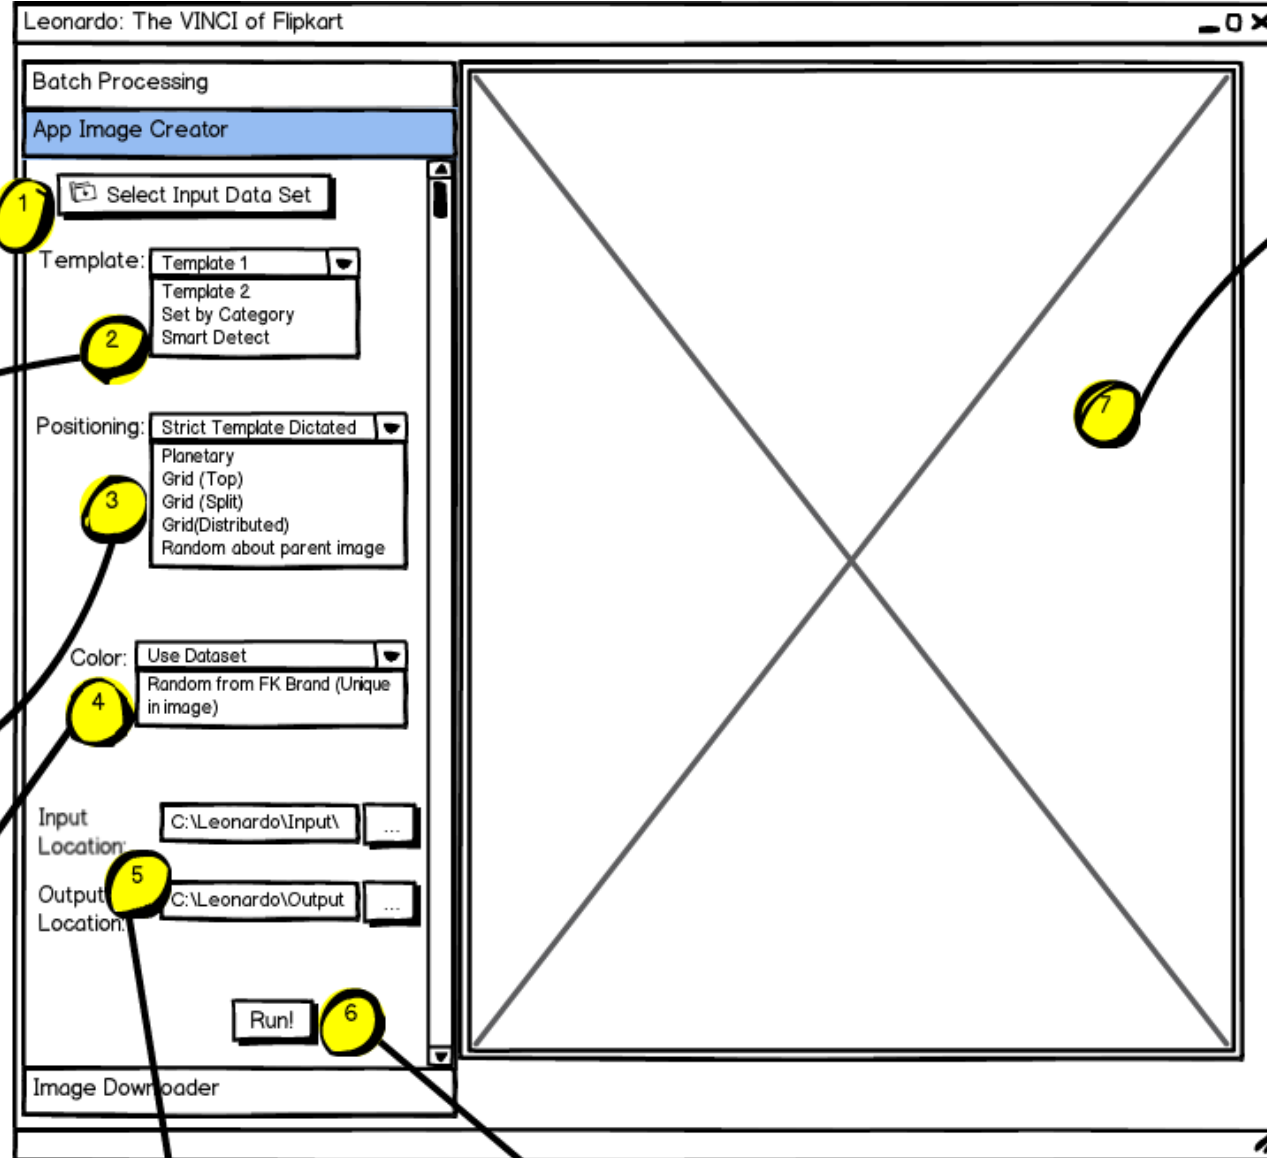 Leonardo: The VINCI of Flipkart
Batch Processing
App Image Creator
1
Select Input Data Set
Template:
Template 1
Template 2
Set by Category
Smart Detect
2
Positioning:
Strict Template Dictated
Planetary
Grid (Top)
Grid (Split)
Grid(Distributed)
Random about parent image
3
Color:
Use Dataset
Random from FK Brand (Unique
in image)
4
Input
Location:
C:\Leonardo\Input\
...
5
Output
Location:
C:\Leonardo\Output
...
Run!
6
Image Downloader
7